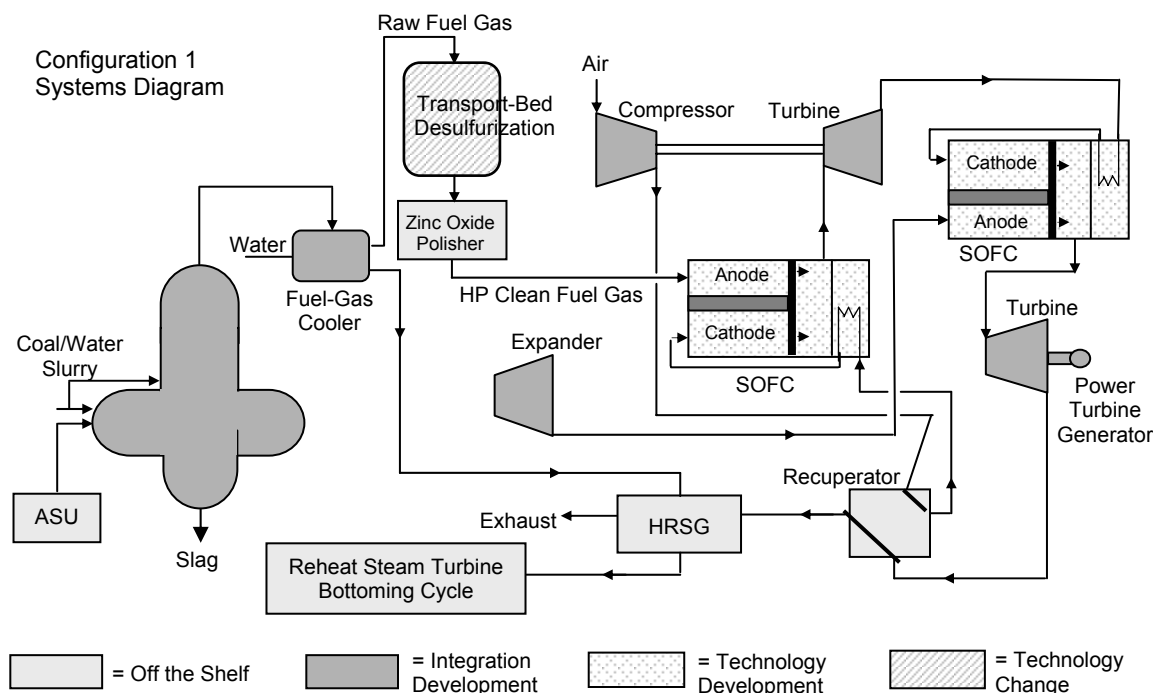 Configuration 1
Systems Diagram
Raw Fuel Gas
Transport-Bed
Desulfurization
Air
Compressor
Turbine
Cathode
Anode
SOFC
Zinc Oxide
Polisher
Water
Fuel-Gas
Cooler
HP Clean Fuel Gas
Anode
Cathode
SOFC
Turbine
Power
Turbine
Generator
Coal/Water
Slurry
Expander
ASU
Slag
Recuperator
Exhaust
HRSG
Reheat Steam Turbine
Bottoming Cycle
= Off the Shelf
= Integration
Development
= Technology
Development
= Technology
Change